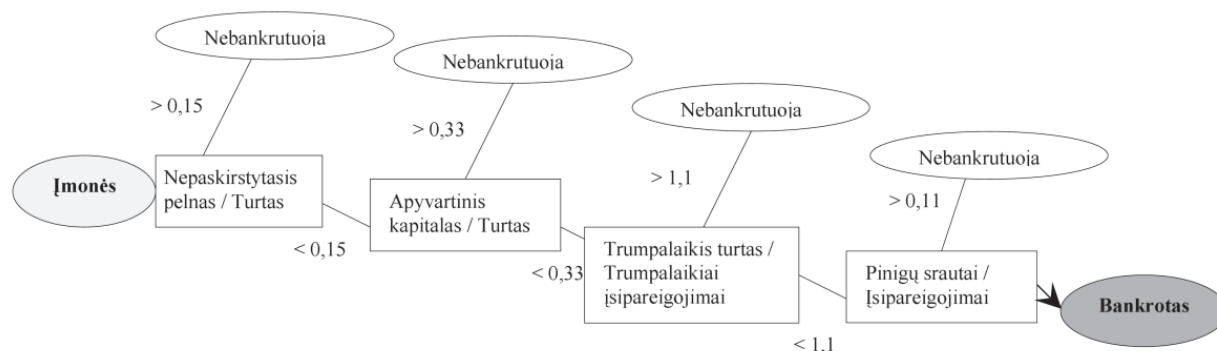 Nebankrutuoja
Nebankrutuoja
Nebankrutuoja
Nebankrutuoja
> 0,15
> 0,33
> 1,1
> 0,11
Įmonės
Nepaskirstytasis
pelnas / Turtas
< 0,15
Apyvartinis
kapitalas / Turtas
< 0,33
Trumpalaikis turtas /
Trumpalaikiai
įsipareigojimai
< 1,1
Pinigų srautai /
Įsipareigojimai
Bankrotas